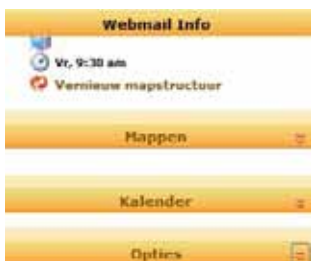 Webmail Info
Vr, 9:30 am
Vernieuw mapstructuur
Mappen
Kalender
Opties